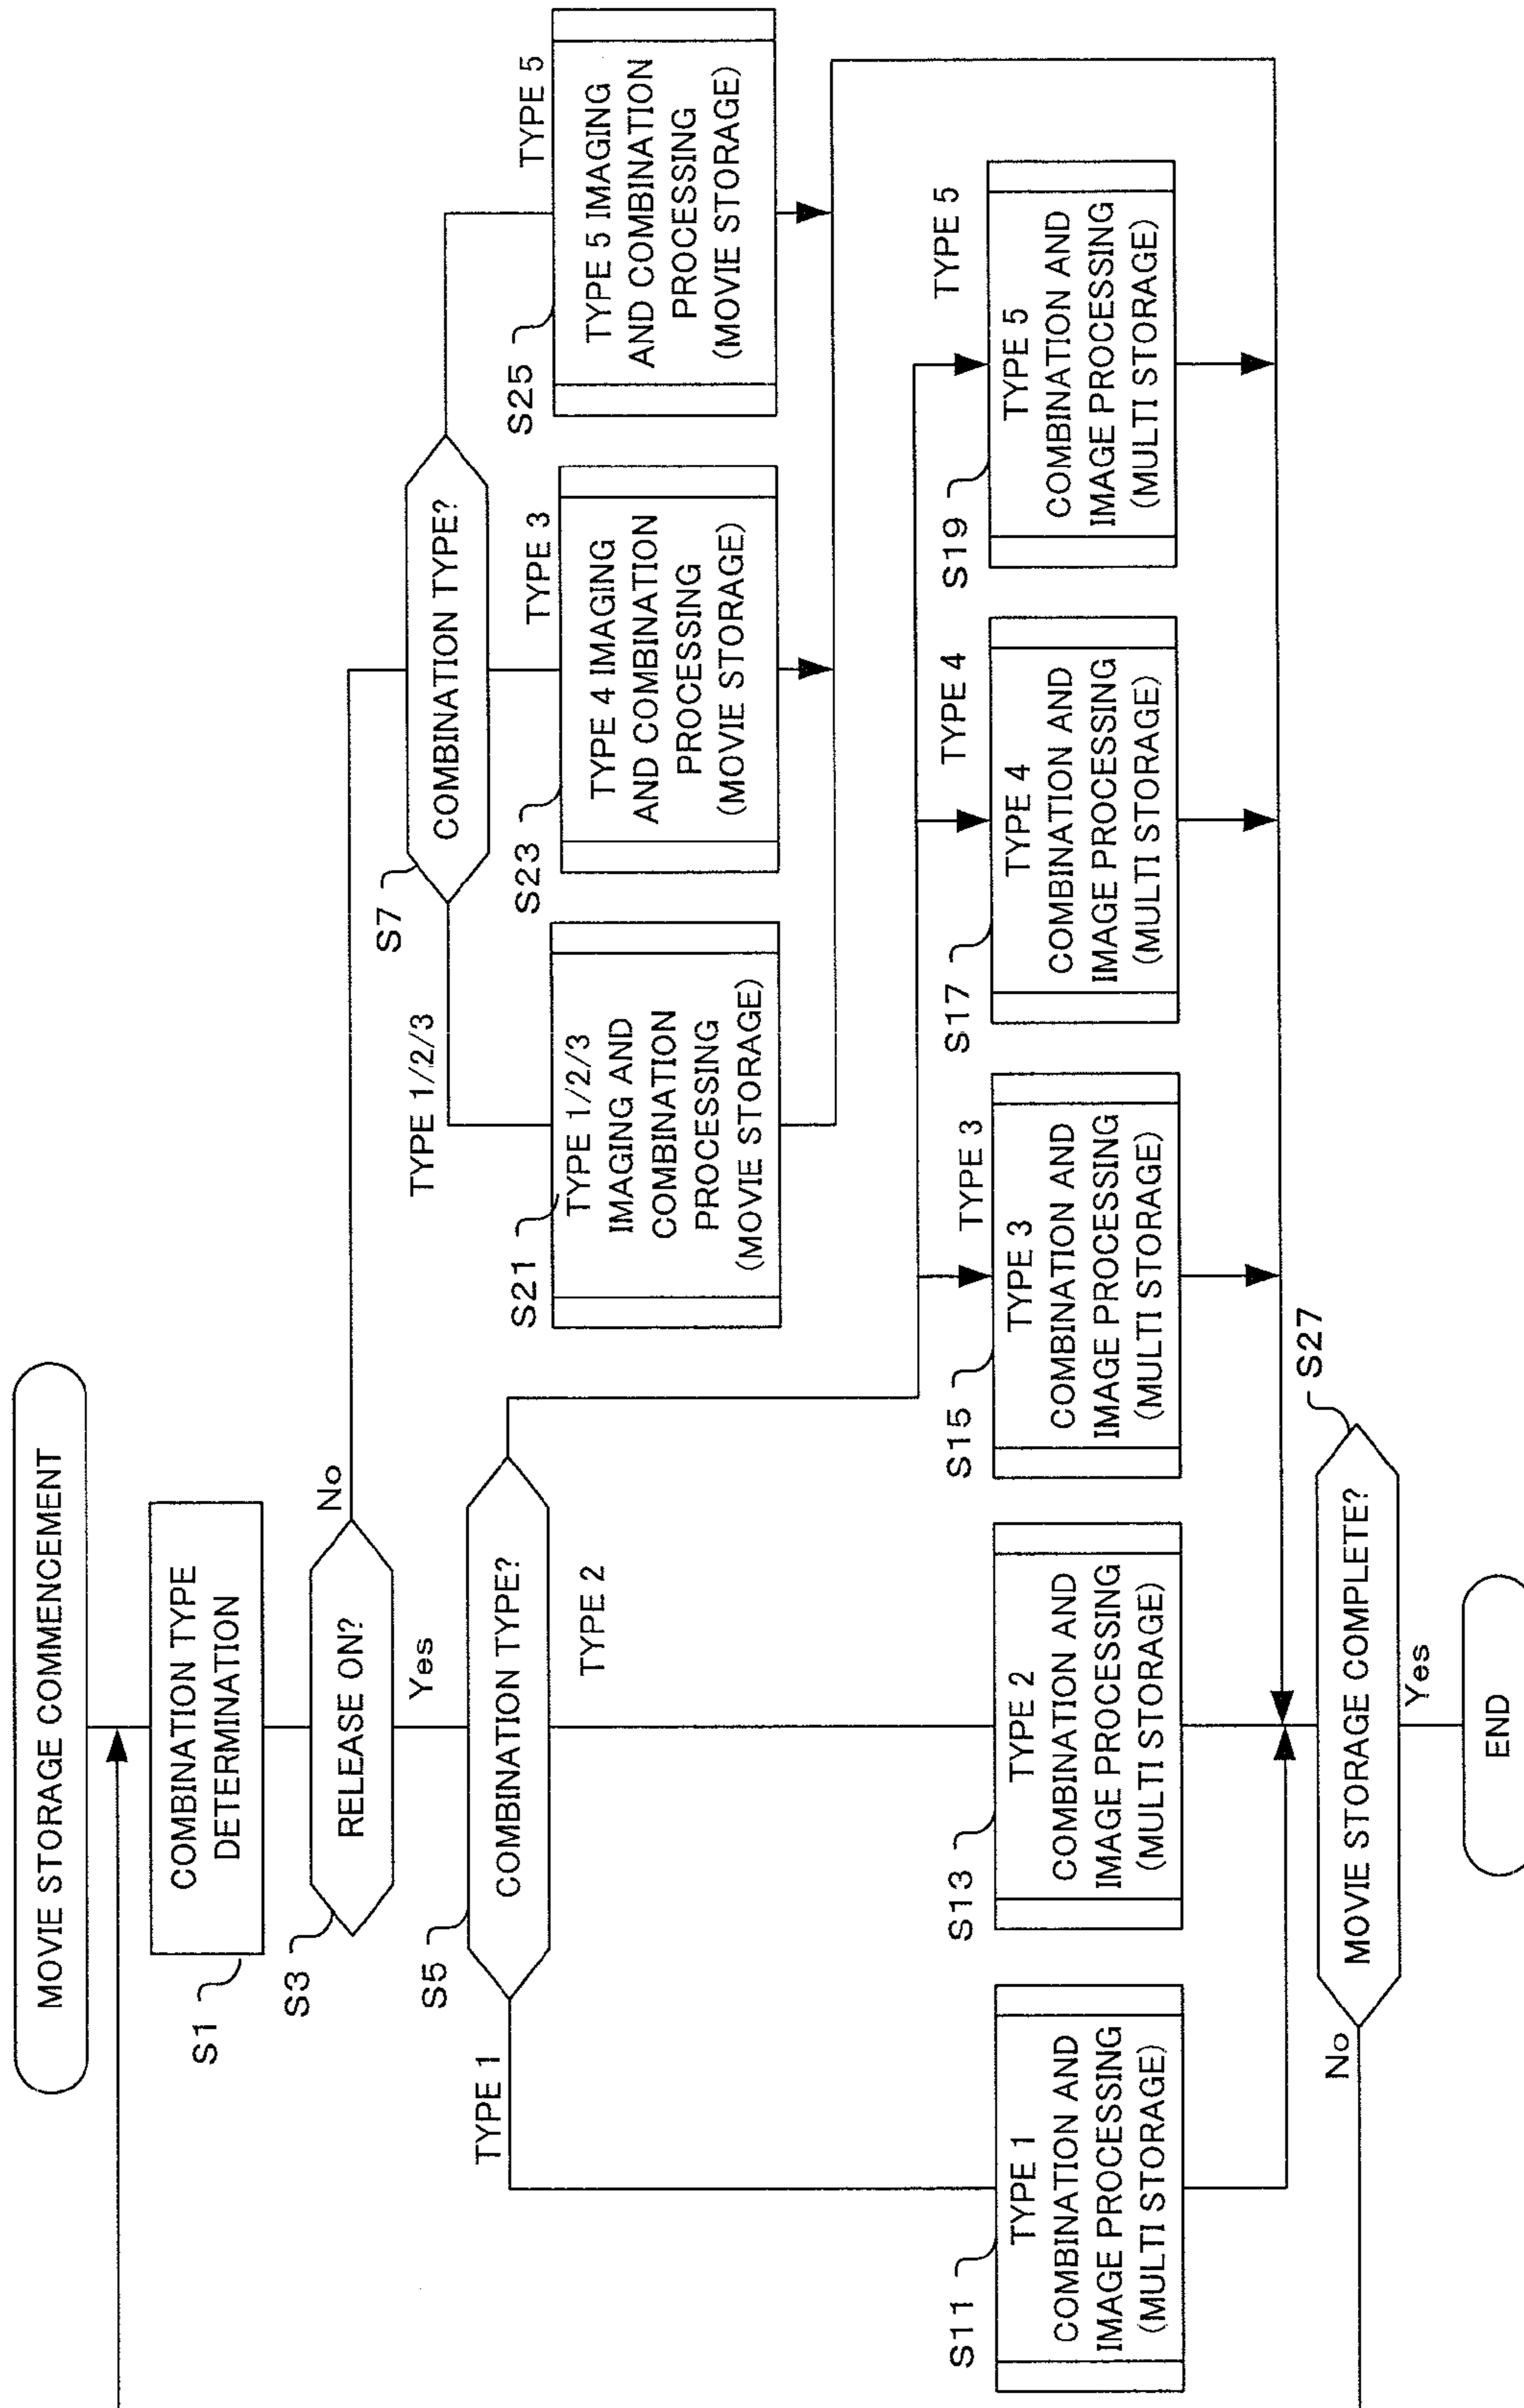 MOVIE STORAGE COMMENCEMENT
S1
COMBINATION TYPE
DETERMINATION
S3
RELEASE ON?
No
Yes
S7
COMBINATION TYPE?
TYPE 1/2/3
S21
TYPE 1/2/3
IMAGING AND
COMBINATION
PROCESSING
(MOVIE STORAGE)
S23
TYPE 3
TYPE 4 IMAGING
AND COMBINATION
PROCESSING
(MOVIE STORAGE)
S25
TYPE 5
TYPE 5 IMAGING
AND COMBINATION
PROCESSING
(MOVIE STORAGE)
S5
COMBINATION TYPE?
TYPE 1
TYPE 2
S11
TYPE 1
COMBINATION AND
IMAGE PROCESSING
(MULTI STORAGE)
S13
TYPE 2
COMBINATION AND
IMAGE PROCESSING
(MULTI STORAGE)
S15
TYPE 3
TYPE 3
COMBINATION AND
IMAGE PROCESSING
(MULTI STORAGE)
S17
TYPE 4
TYPE 4
COMBINATION AND
IMAGE PROCESSING
(MULTI STORAGE)
S19
TYPE 5
TYPE 5
COMBINATION AND
IMAGE PROCESSING
(MULTI STORAGE)
S27
MOVIE STORAGE COMPLETE?
No
Yes
END